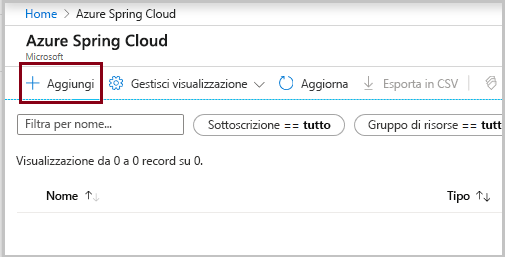 Home > Azure Spring Cloud
Azure Spring Cloud
Microsoft
+ Aggiungi Gestisci visualizzazione Aggiorna Esporta in CSV
Filtra per nome... Sottoscrizione == tutto Gruppo di risorse == tutt
Visualizzazione da 0 a 0 record su 0.
Nome ↑↓ Tipo ↑↓